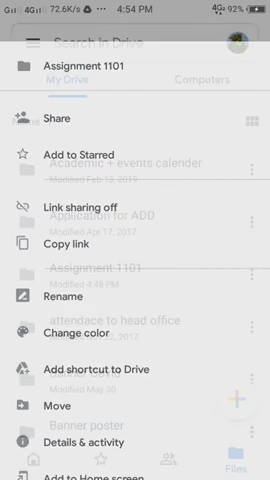 72.6K/s ... 4:54 PM 4G 92%
Search in Drive
Assignment 1101
My Drive Computers
Share
Add to Starred
Academic + events calender
Modified Feb 13, 2019
Link sharing off
Application for ADD
Modified Apr 17, 2017
Copy link
Assignment 1101
Modified 4:48 PM
Rename
attendace to head office
Change color
Add shortcut to Drive
Modified May 30
Move
Banner poster
Details & activity
Files
Add to Home screen